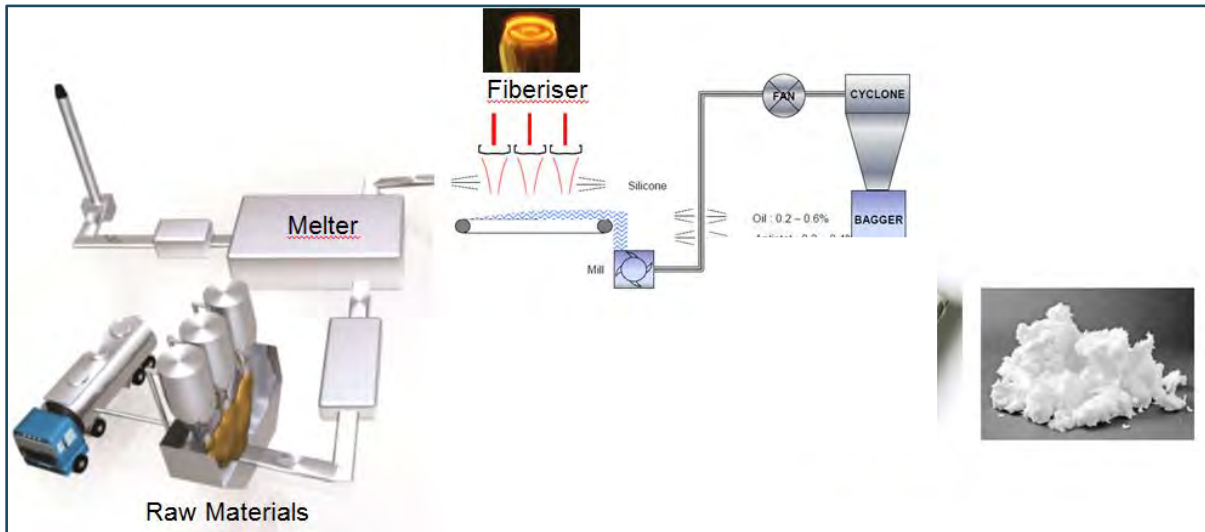 Fiberiser
FAN
CYCLONE
Melter
Silicone
Oil : 0.2 – 0.6%
BAGGER
Mill
Raw Materials